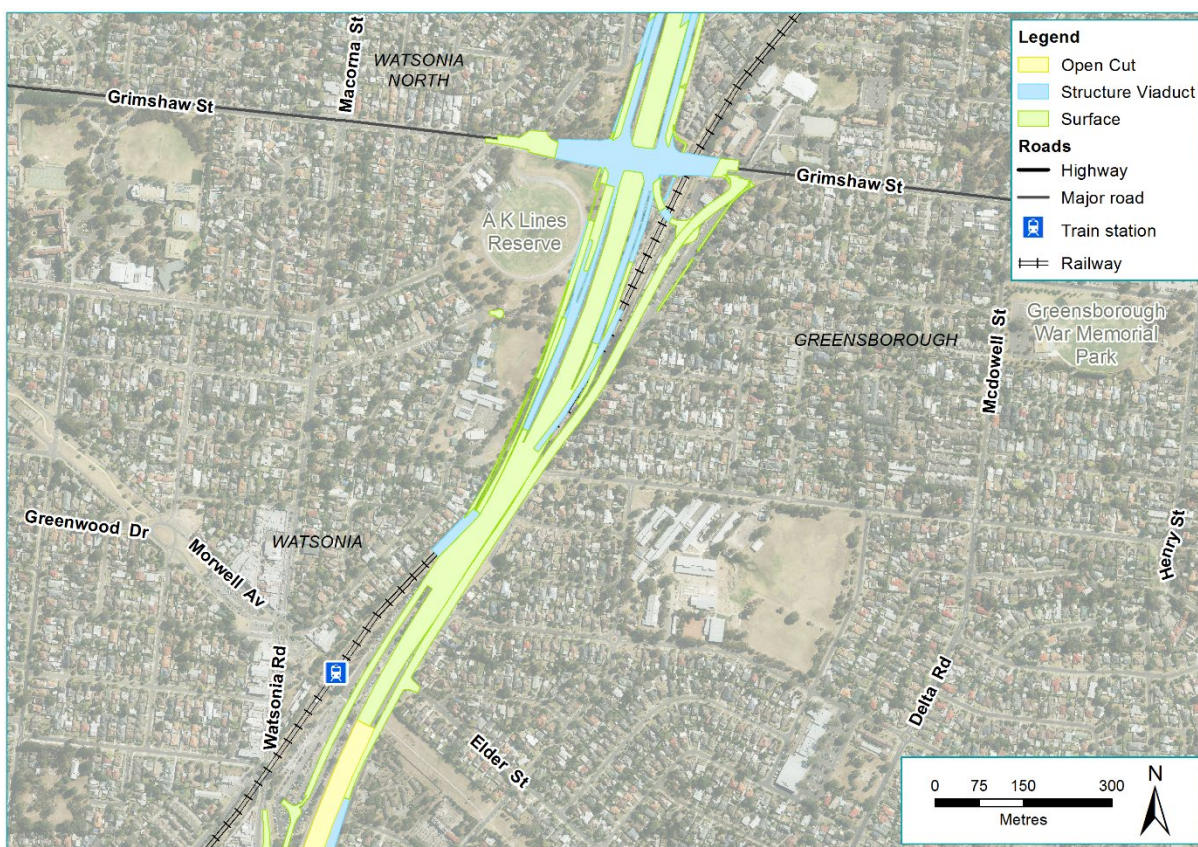 Macorna St
WATSONIA
NORTH
Grimshaw St
Legend
Open Cut
Structure Viaduct
Surface
Roads
Highway
Major road
Train station
Railway
Grimshaw St
A K Lines
Reserve
GREENSBOROUGH
Mcdowell St
Greensborough
War Memorial
Park
Greenwood Dr
Morwell Av
WATSONIA
Henry St
Watsonia Rd
Elder St
Delta Rd
0 75 150 300
Metres
N